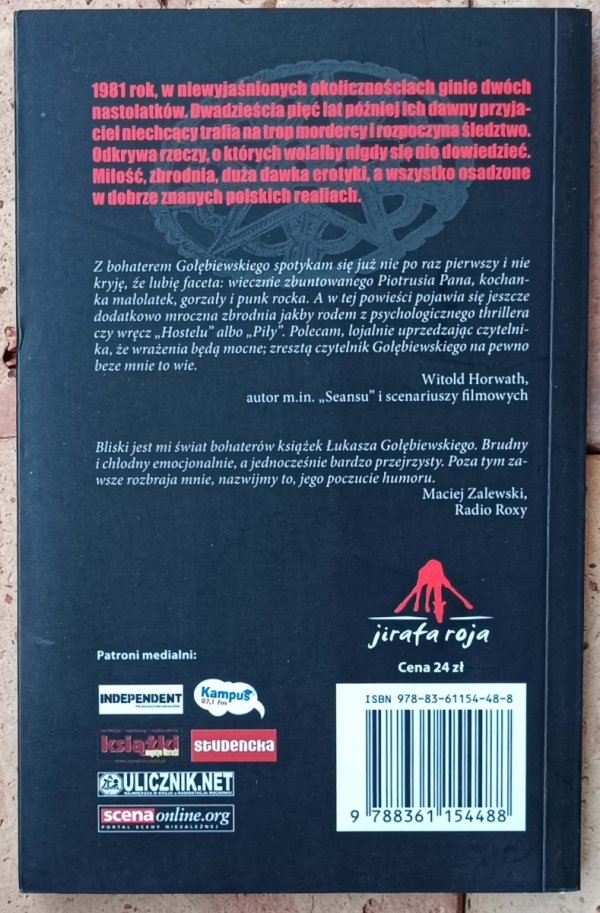 1981 rok, w niewyjaśnionych okolicznościach ginie dwóch
nastolatków. Dwadzieścia pięć lat później ich dawny przyja-
ciel niechcący trafia na trop mordercy i rozpoczyna śledztwo.
Odkrywa rzeczy, o których wolałby nigdy się nie dowiedzieć.
Miłość, zbrodnia, duża dawka erotyki, a wszystko osadzone
w dobrze znanych polskich realiach.
Z bohaterem Gołębiewskiego spotykam się już nie po raz pierwszy i nie
kryję, że lubię faceta: wiecznie zbuntowanego Piotrusia Pana, kochan-
ka małolatek, gorzały i punk rocka. A w tej powieści pojawia się jeszcze
dodatkowo mroczna zbrodnia jakby rodem z psychologicznego thrillera
czy wręcz „Hostelu” albo „Piły”. Polecam, lojalnie uprzedzając czytelni-
ka, że wrażenia będą mocne; zresztą czytelnik Gołębiewskiego na pewno
beze mnie to wie.
Witold Horwath,
autor m.in. „Seansu” i scenariuszy filmowych
Bliski jest mi świat bohaterów książek Łukasza Gołębiewskiego. Brudny
i chłodny emocjonalnie, a jednocześnie bardzo przejrzysty. Poza tym za-
wsze rozbraja mnie, nazwijmy to, jego poczucie humoru.
Maciej Zalewski,
Radio Roxy
jirafa roja
Cena 24 zł
Patroni medialni:
ISBN 978-83-61154-48-8
INDEPENDENT
Kampus
97,1 fm
książki
studencka
ULICZNIK.NET
scenaonline.org
PORTAL SCENY NIEZALEŻNEJ
9 788361 154488